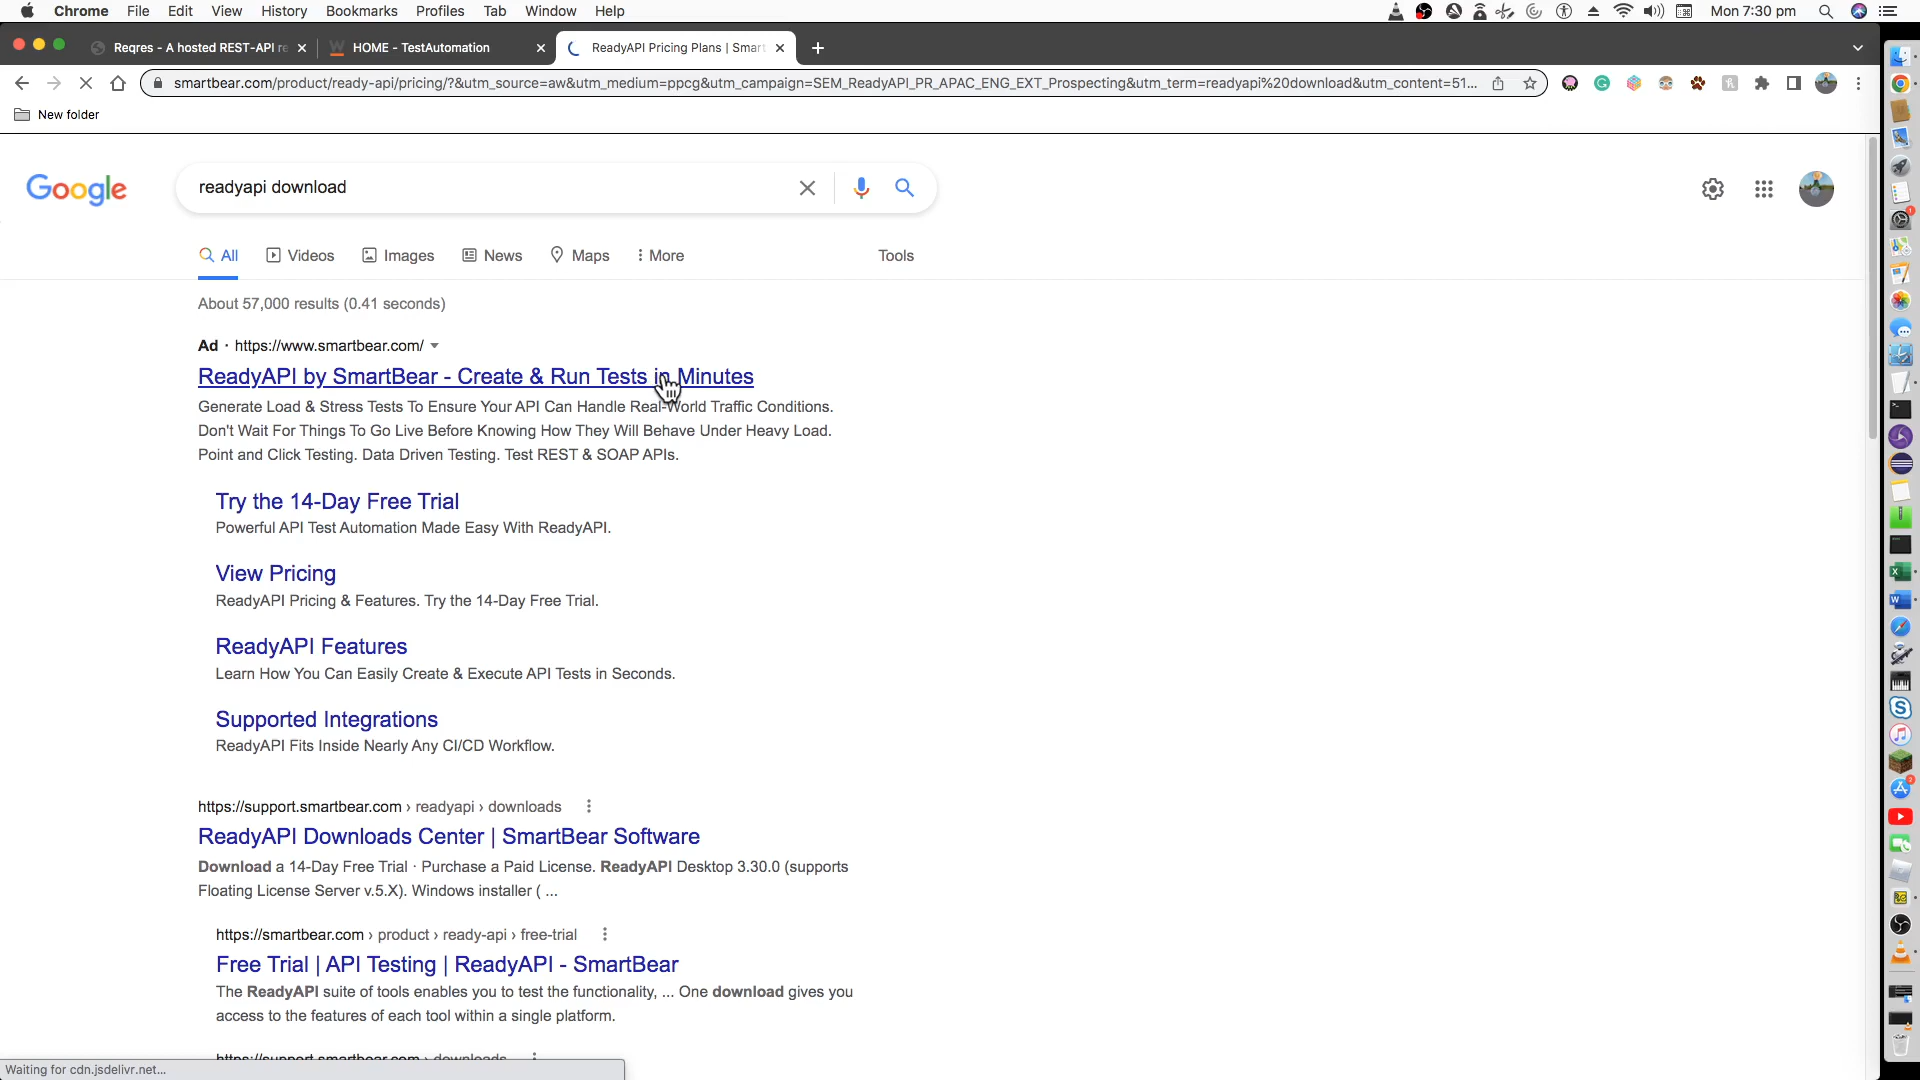 Chrome File Edit View History Bookmarks Profiles Tab Window Help Mon 7:30 pm
Reqres - A hosted REST-API re HOME - TestAutomation ReadyAPI Pricing Plans | Smart
smartbear.com/product/ready-api/pricing/?&utm_source=aw&utm_medium=ppcg&utm_campaign=SEM_ReadyAPI_PR_APAC_ENG_EXT_Prospecting&utm_term=readyapi%20download&utm_content=51...
New folder
Google readyapi download
All Videos Images News Maps More Tools
About 57,000 results (0.41 seconds)
Ad · https://www.smartbear.com/
ReadyAPI by SmartBear - Create & Run Tests in Minutes
Generate Load & Stress Tests To Ensure Your API Can Handle Real-World Traffic Conditions.
Don't Wait For Things To Go Live Before Knowing How They Will Behave Under Heavy Load.
Point and Click Testing. Data Driven Testing. Test REST & SOAP APIs.
Try the 14-Day Free Trial
Powerful API Test Automation Made Easy With ReadyAPI.
View Pricing
ReadyAPI Pricing & Features. Try the 14-Day Free Trial.
ReadyAPI Features
Learn How You Can Easily Create & Execute API Tests in Seconds.
Supported Integrations
ReadyAPI Fits Inside Nearly Any CI/CD Workflow.
https://support.smartbear.com › readyapi › downloads
ReadyAPI Downloads Center | SmartBear Software
Download a 14-Day Free Trial · Purchase a Paid License. ReadyAPI Desktop 3.30.0 (supports
Floating License Server v.5.X). Windows installer ( ...
https://smartbear.com › product › ready-api › free-trial
Free Trial | API Testing | ReadyAPI - SmartBear
The ReadyAPI suite of tools enables you to test the functionality, ... One download gives you
access to the features of each tool within a single platform.
https://support.smartbear.com › downloads
Waiting for cdn.jsdelivr.net...